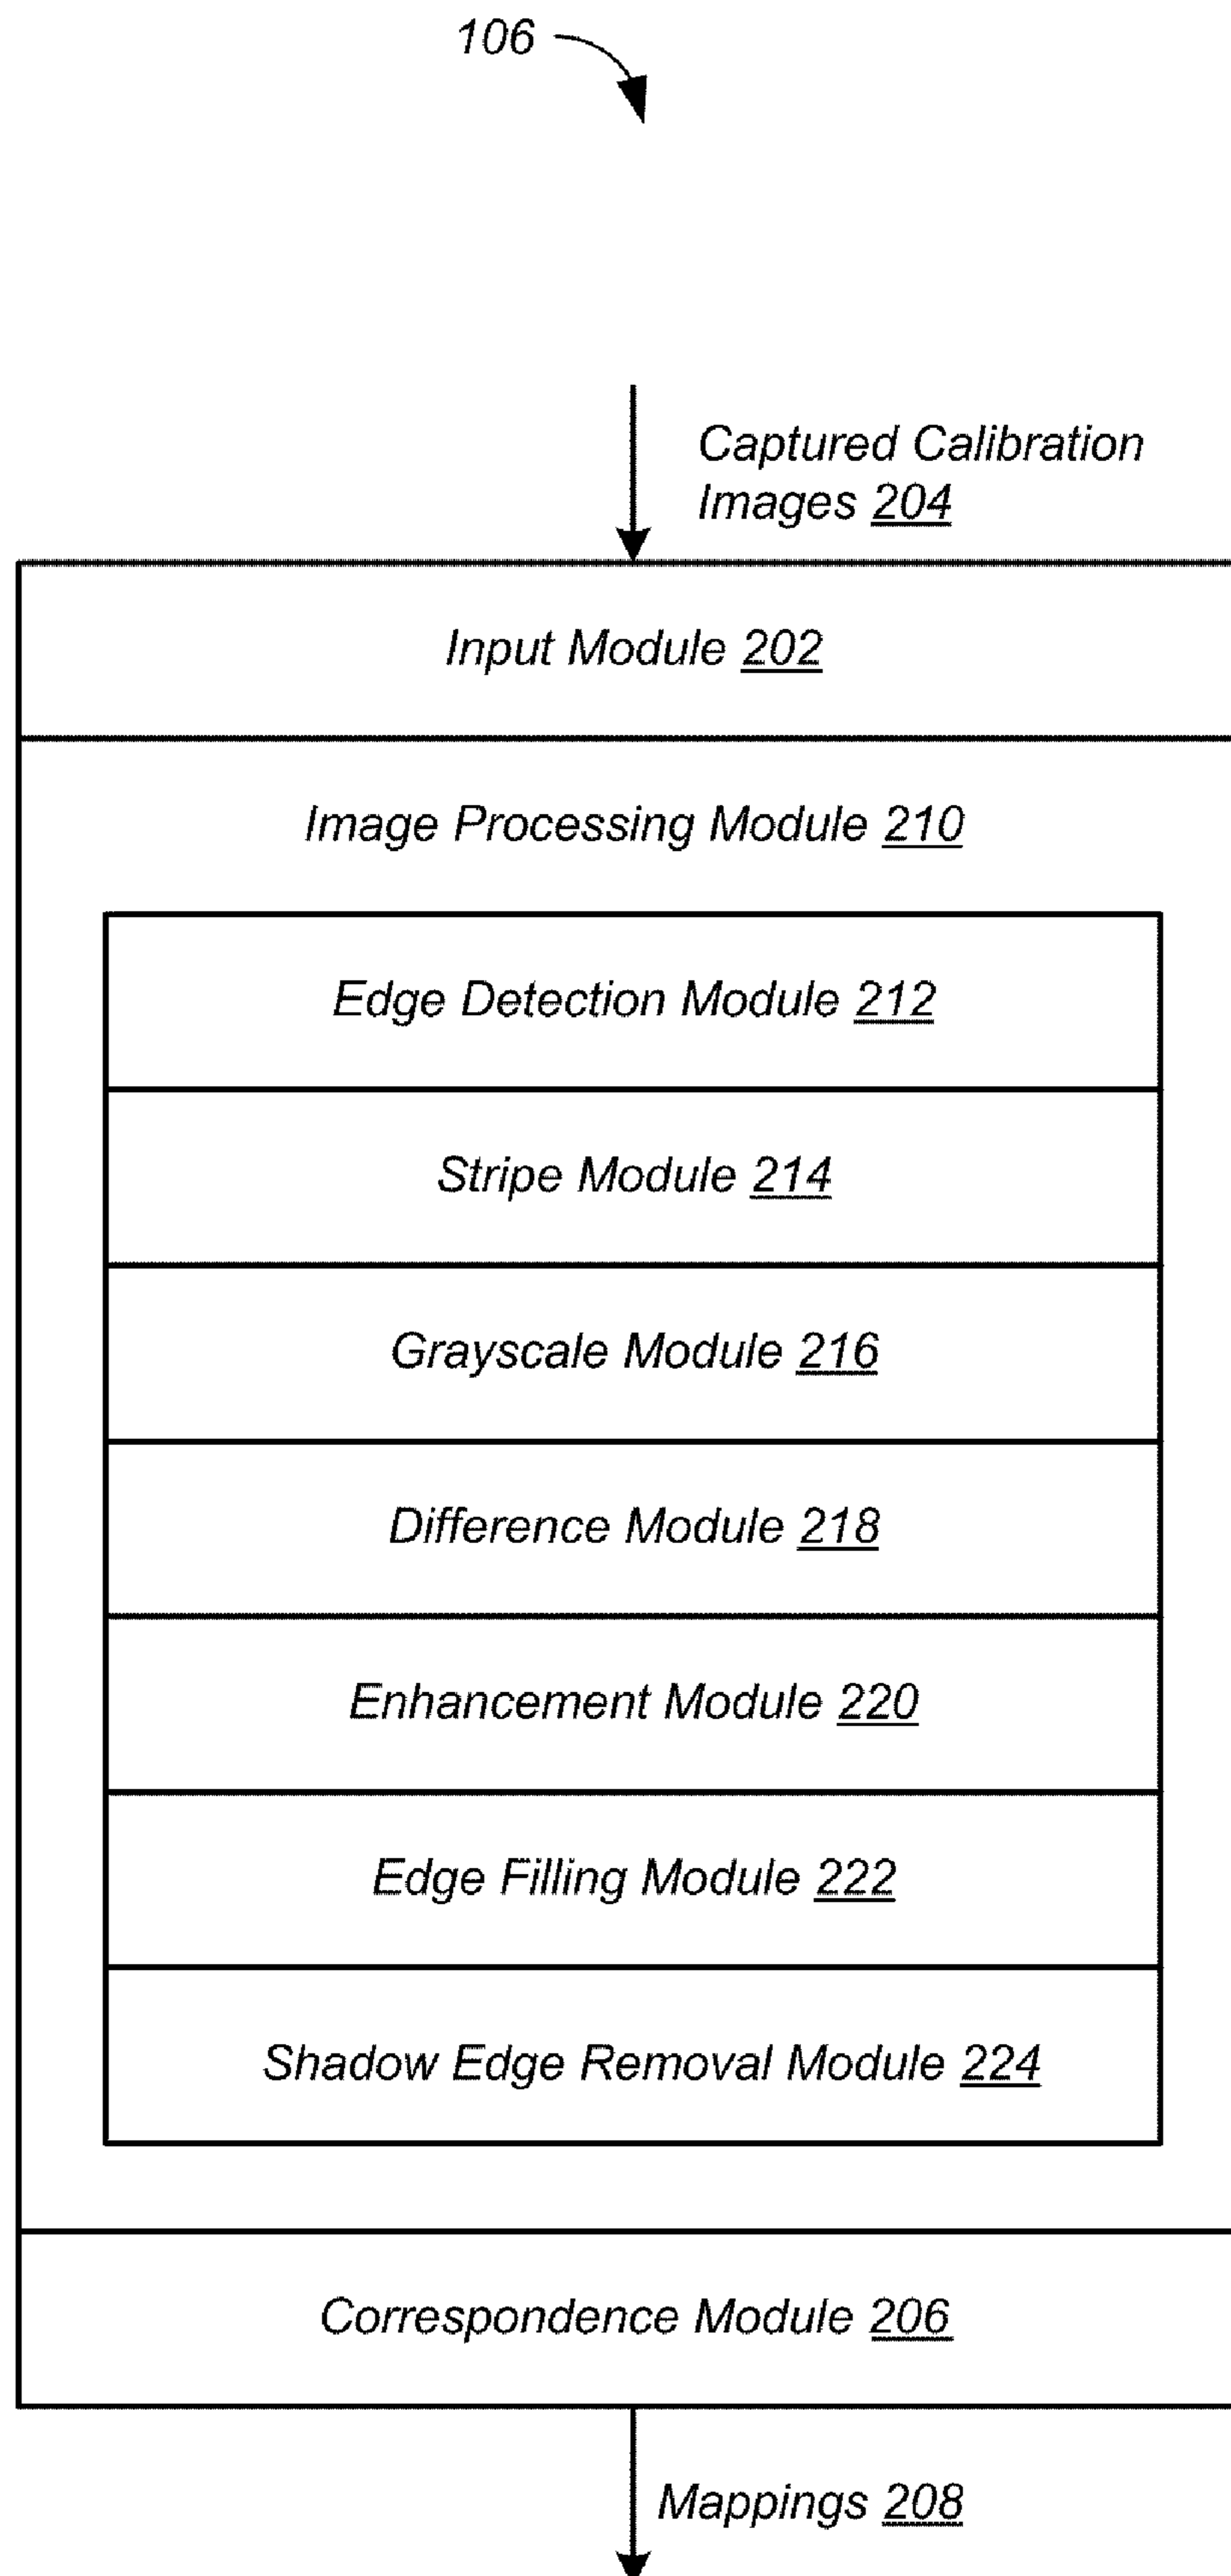 106
Captured Calibration
Images 204
Input Module 202
Image Processing Module 210
Edge Detection Module 212
Stripe Module 214
Grayscale Module 216
Difference Module 218
Enhancement Module 220
Edge Filling Module 222
Shadow Edge Removal Module 224
Correspondence Module 206
Mappings 208